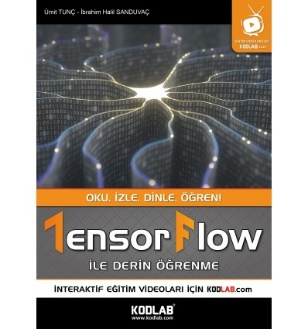 Ümit TUNÇ - İbrahim Halil SANDUVAÇ
KODLAB
OKU, İZLE, DİNLE, ÖĞREN!
TensorFlow
İLE DERİN ÖĞRENME
İNTERAKTİF EĞİTİM VİDEOLARI İÇİN KODLAB.com
KODLAB
www.kodlab.com